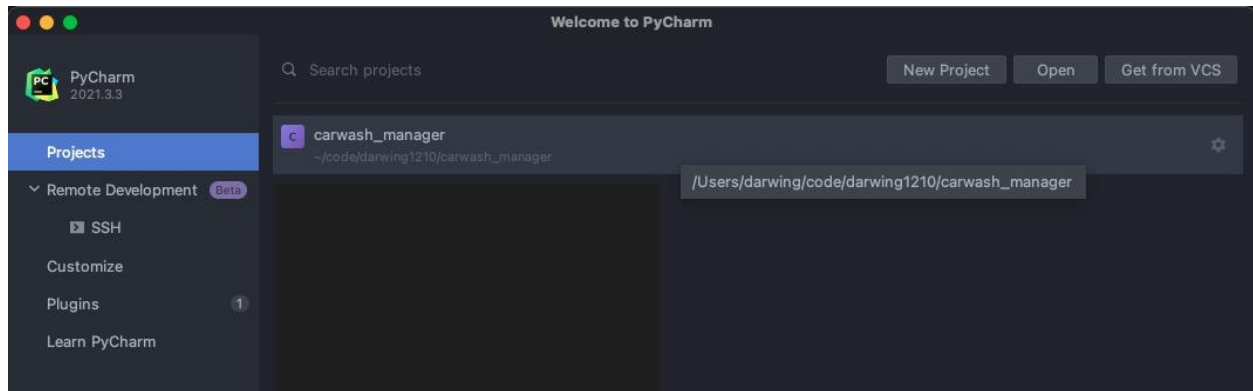 Welcome to PyCharm
PC
PyCharm
2021.3.3
Search projects
New Project
Open
Get from VCS
Projects
Remote Development Beta
SSH
Customize
Plugins 1
Learn PyCharm
C
carwash_manager
~/code/darwing1210/carwash_manager
/Users/darwing/code/darwing1210/carwash_manager